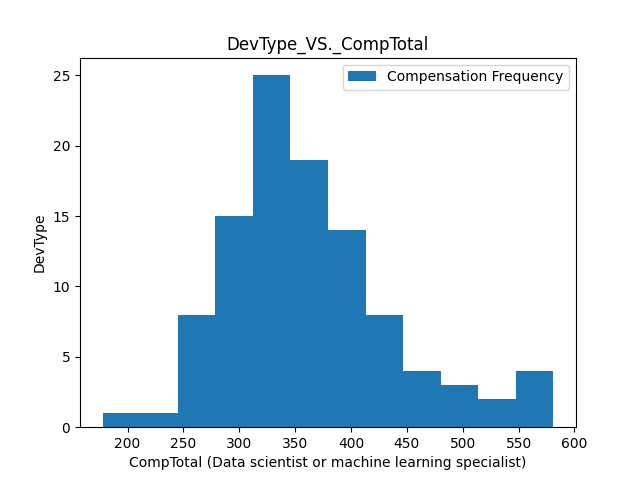 DevType_VS._CompTotal
Compensation Frequency
DevType
25
20
15
10
5
0
200 250 300 350 400 450 500 550 600
CompTotal (Data scientist or machine learning specialist)